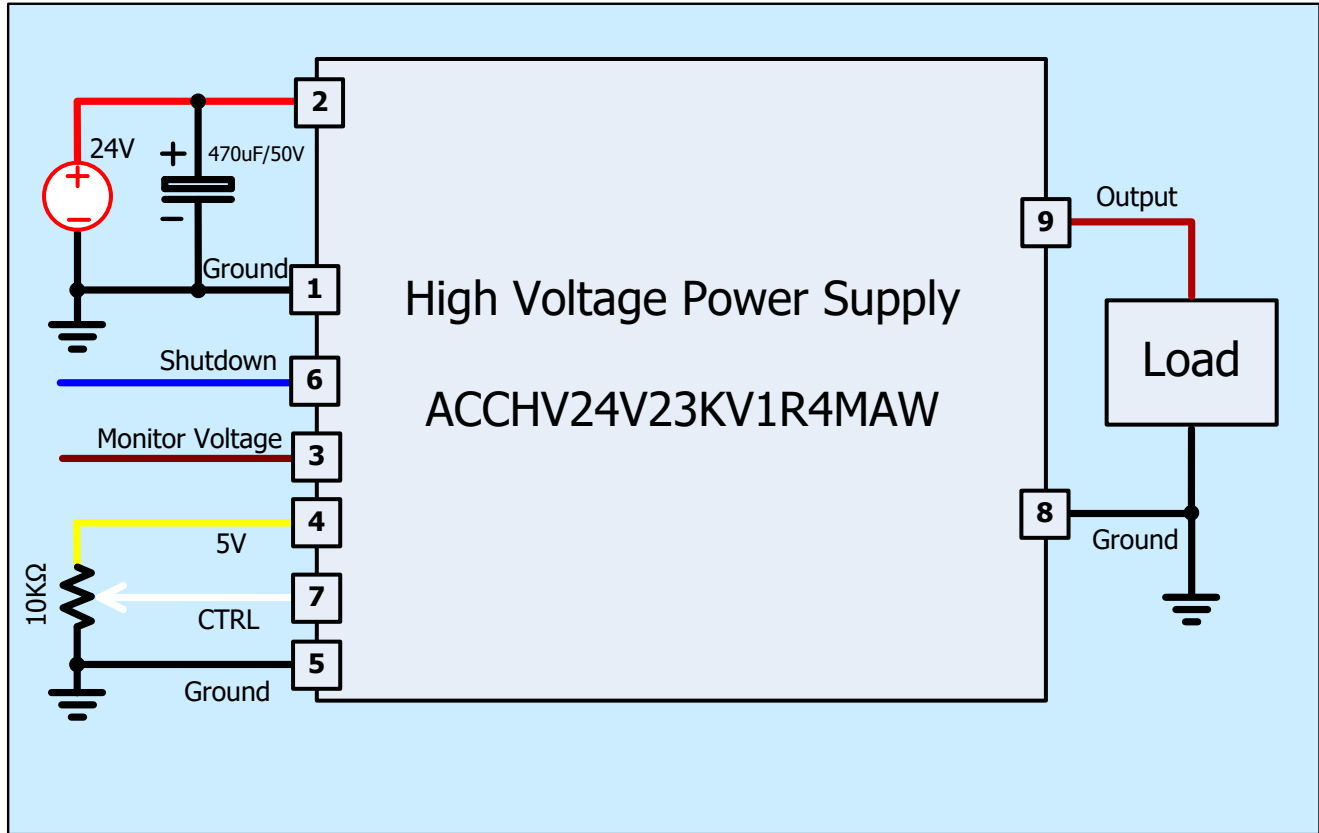 24V
+
470uF/50V
2
+
−
−
Ground
1
Shutdown
6
Monitor Voltage
3
4
5V
10KΩ
7
CTRL
5
Ground
High Voltage Power Supply
ACCHV24V23KV1R4MAW
9
Output
Load
8
Ground